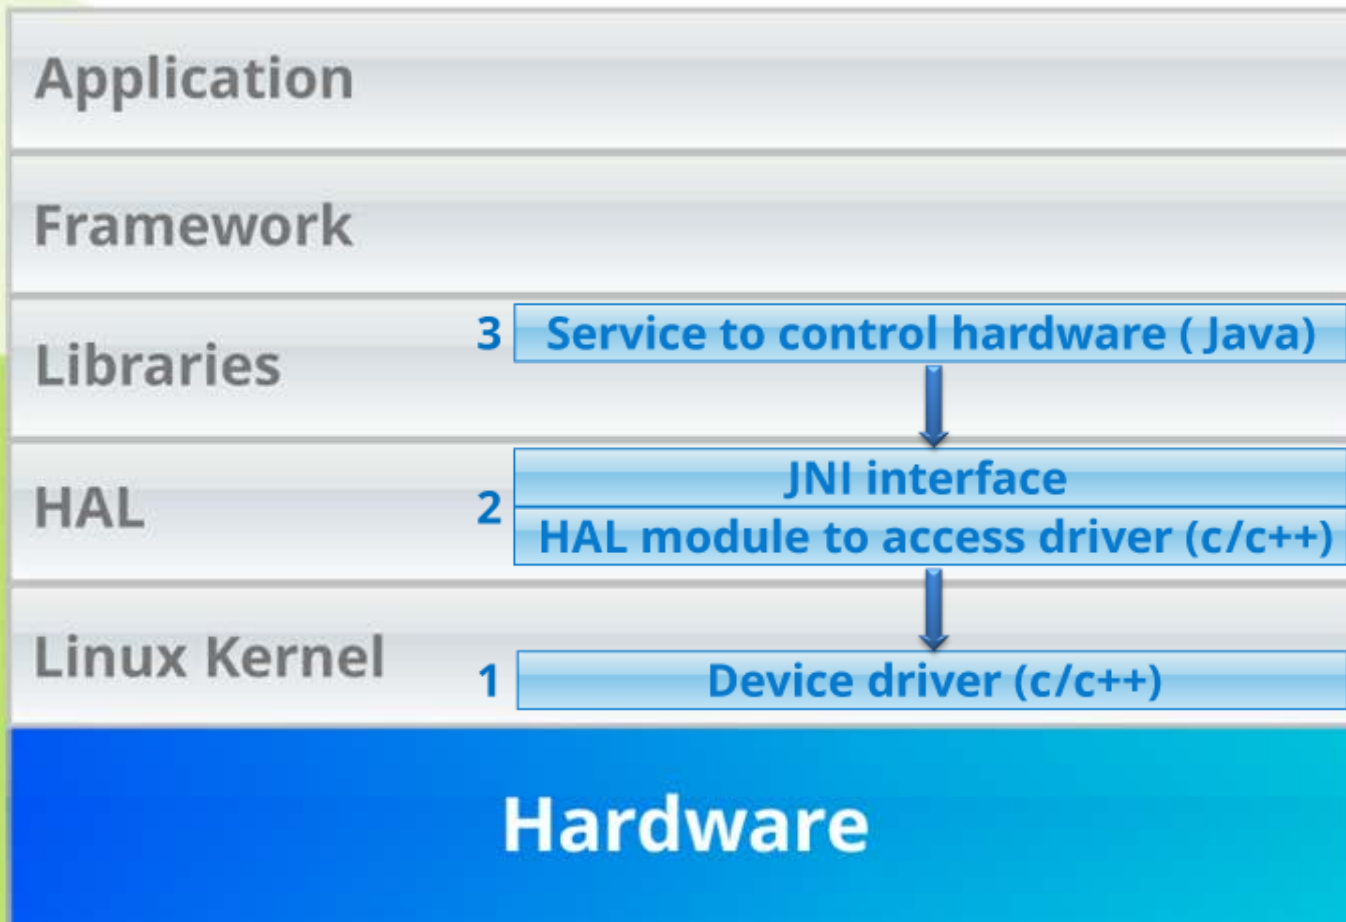 Application
Framework
Libraries
3 Service to control hardware ( Java)
HAL
2
JNI interface
HAL module to access driver (c/c++)
Linux Kernel
1 Device driver (c/c++)
Hardware